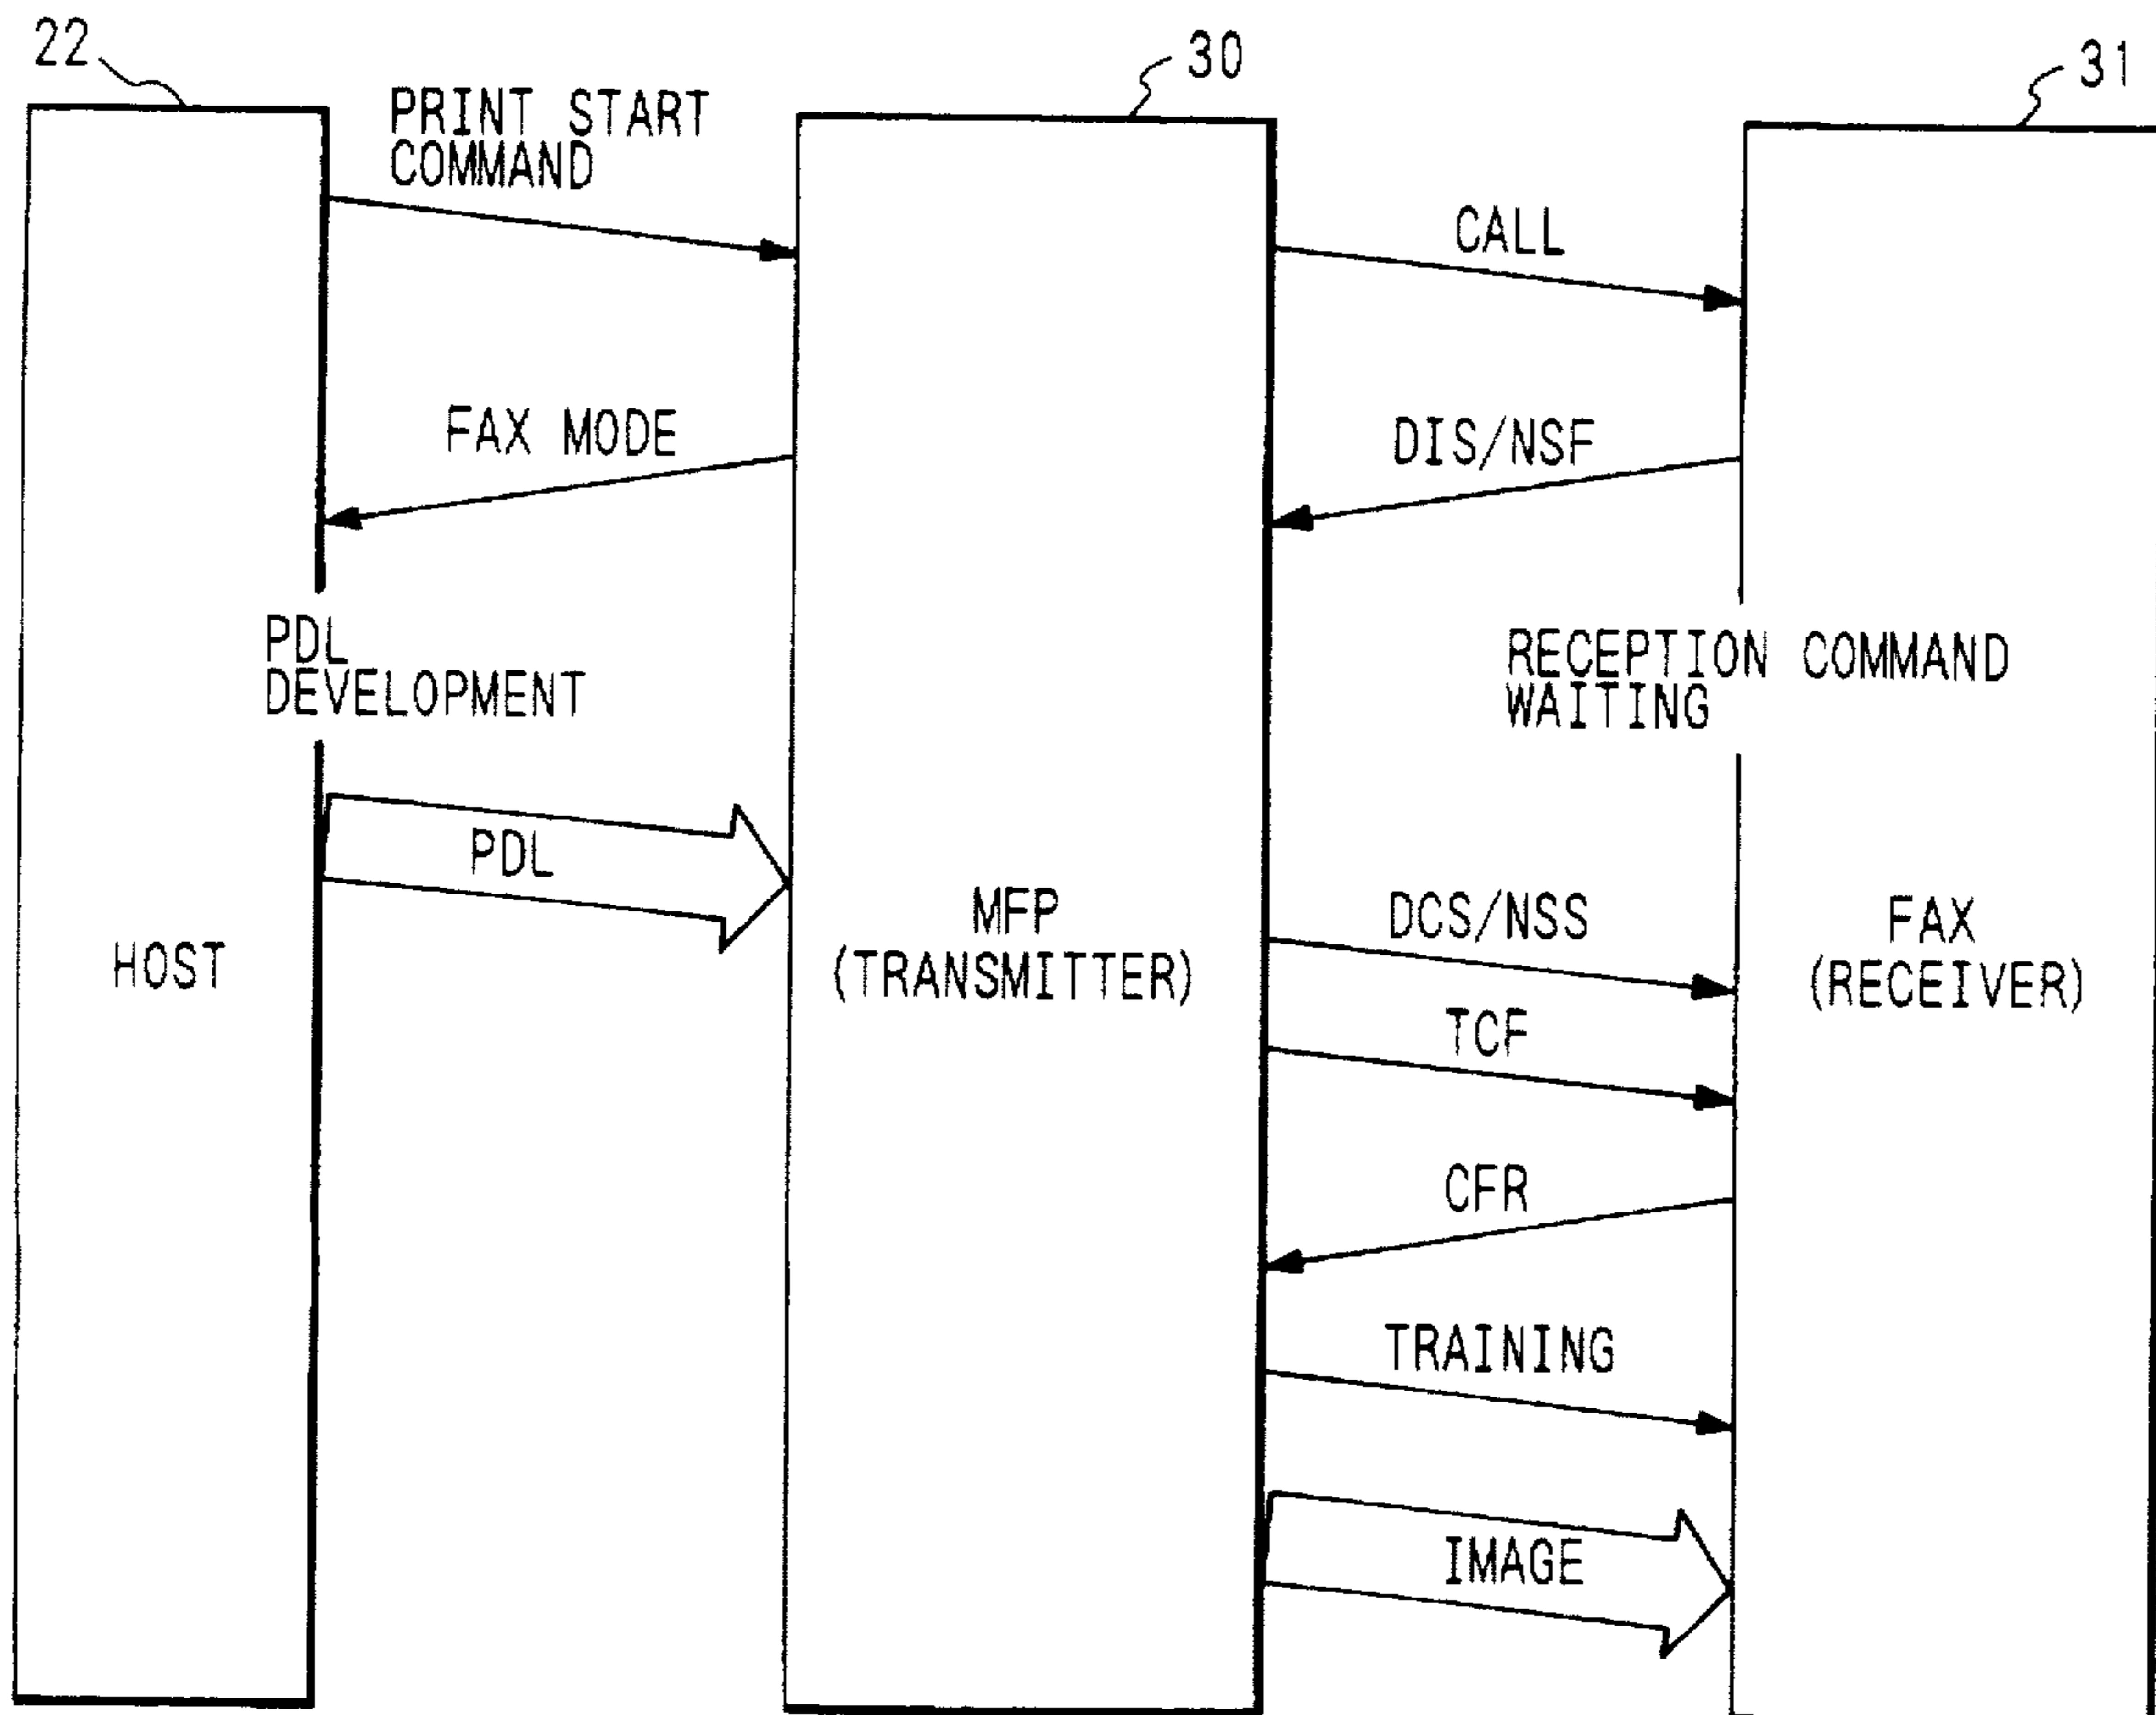 22
30
31
PRINT START
COMMAND
CALL
FAX MODE
DIS/NSF
PDL
DEVELOPMENT
RECEPTION COMMAND
WAITING
PDL
HOST
MFP
(TRANSMITTER)
DCS/NSS
FAX
(RECEIVER)
TCF
CFR
TRAINING
IMAGE